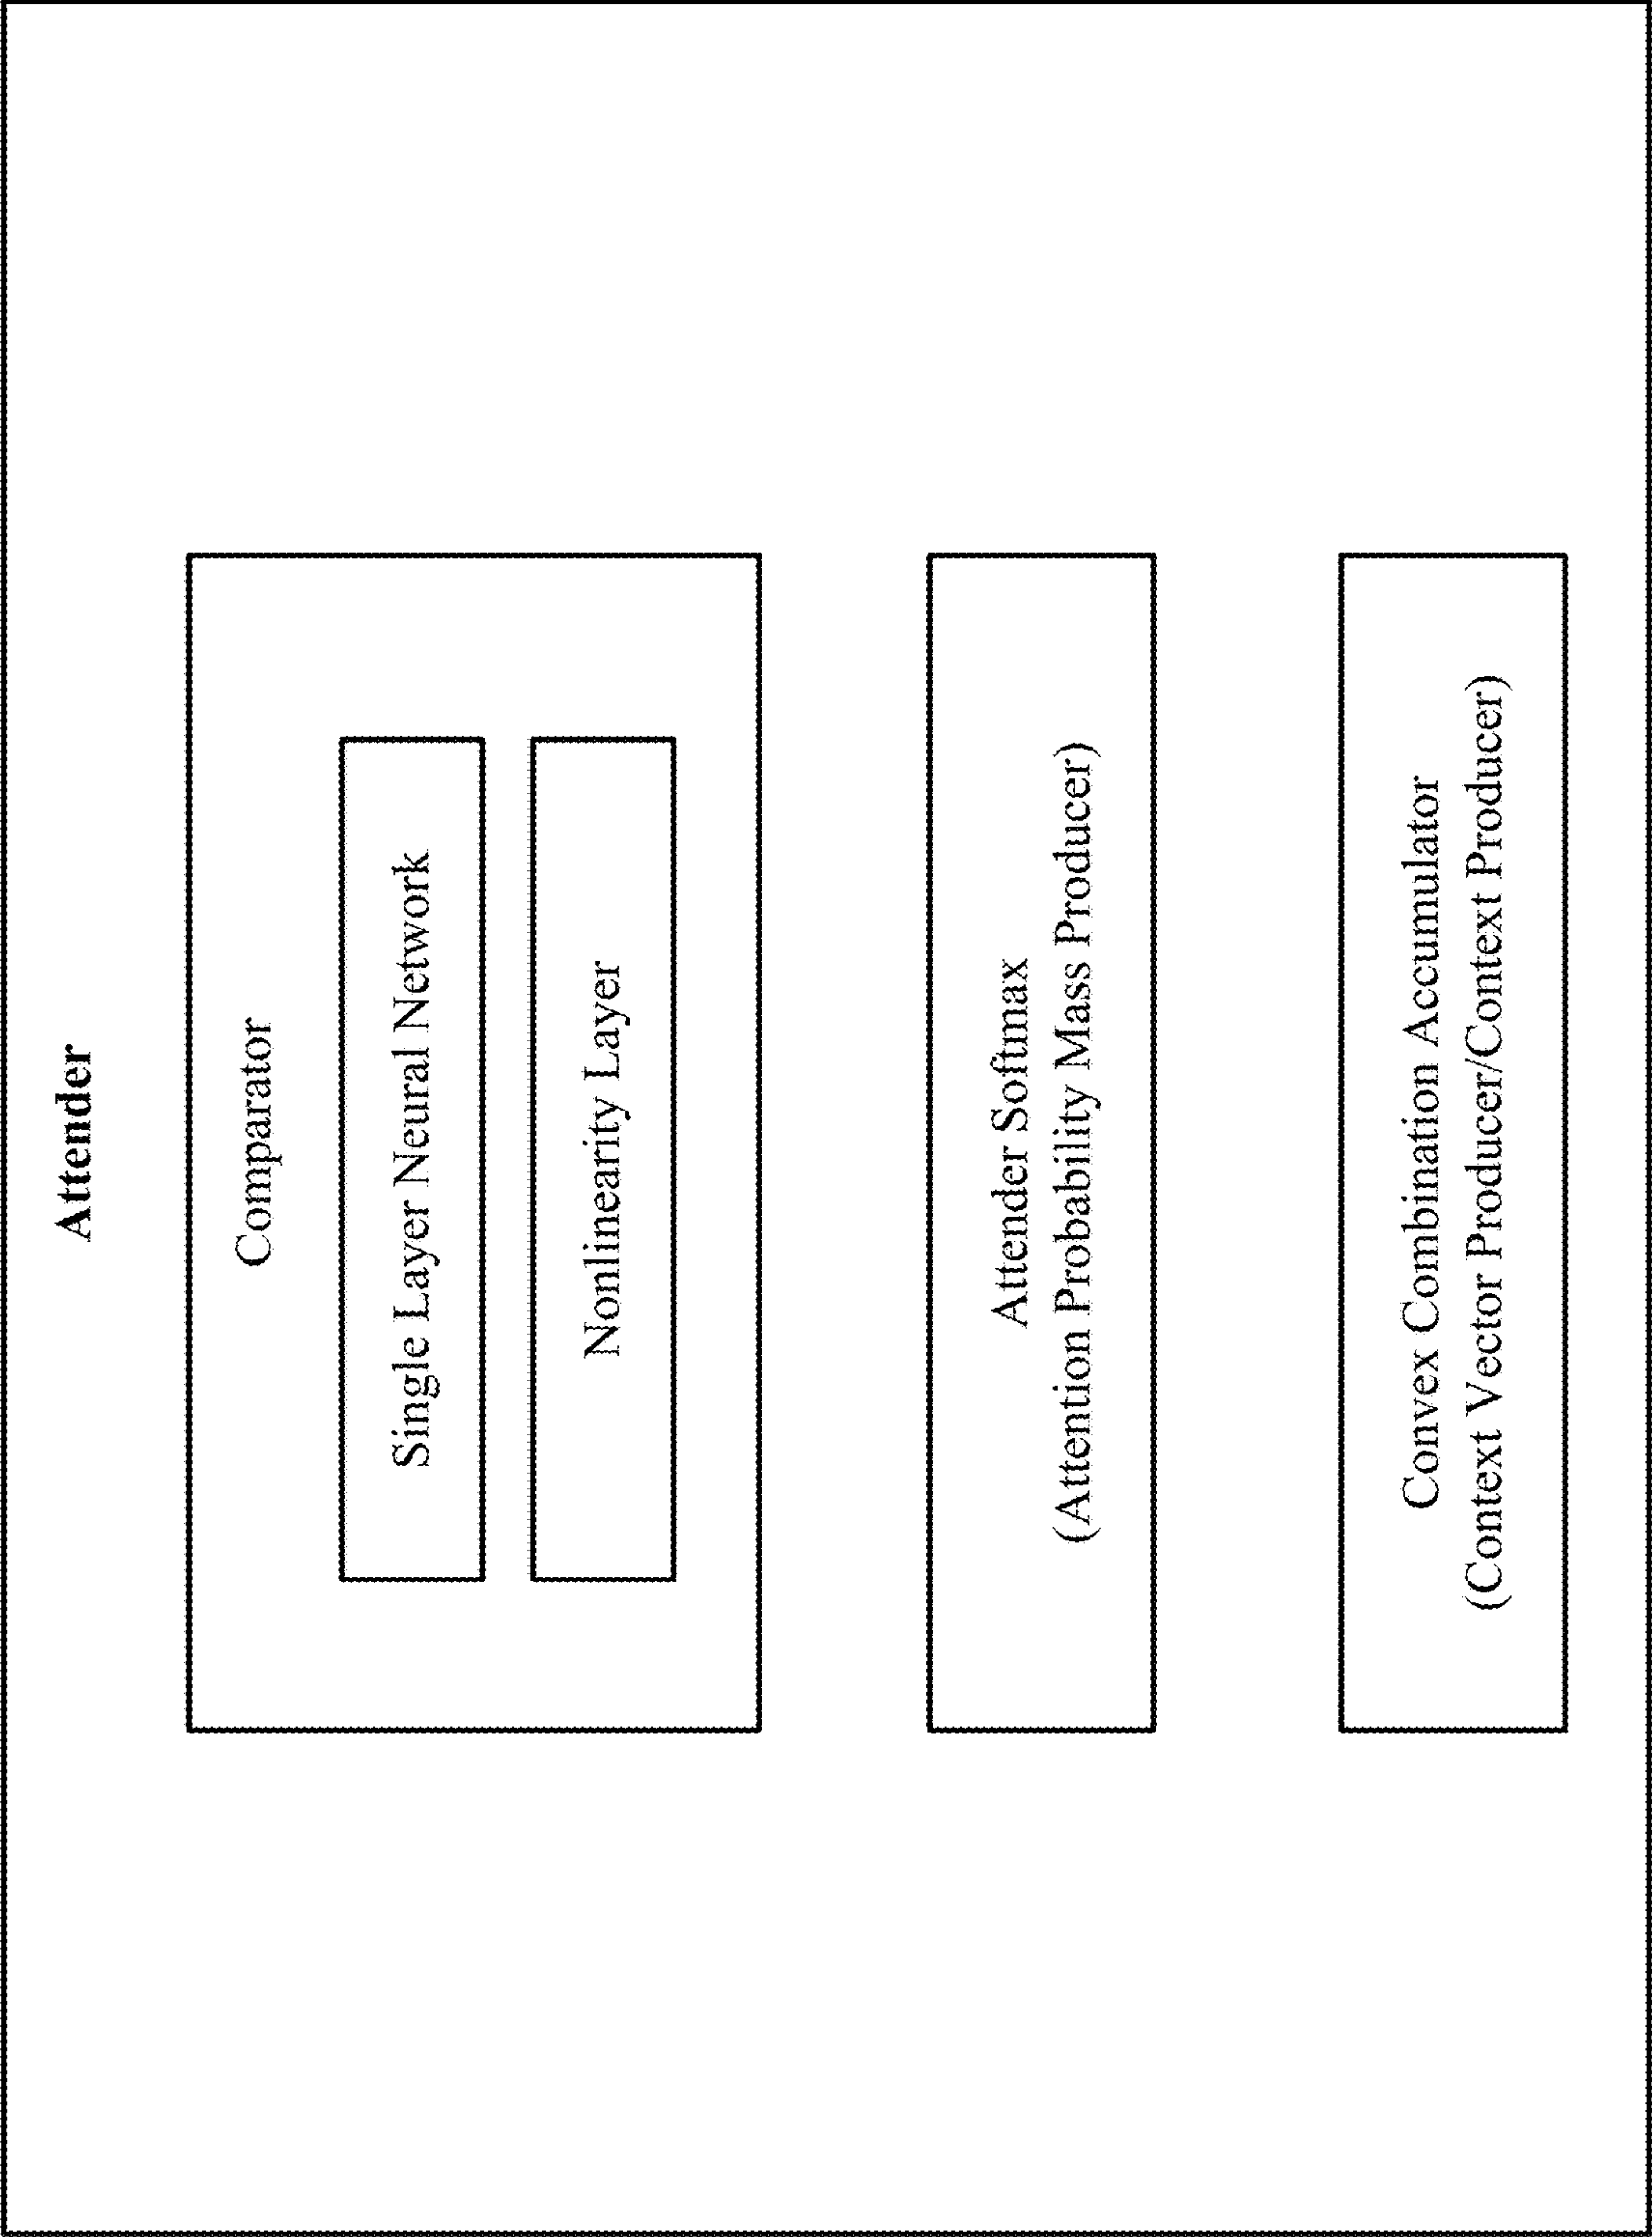 Attender
Comparator
Single Layer Neural Network
Nonlinearity Layer
Attender Softmax
(Attention Probability Mass Producer)
Convex Combination Accumulator
(Context Vector Producer/Context Producer)